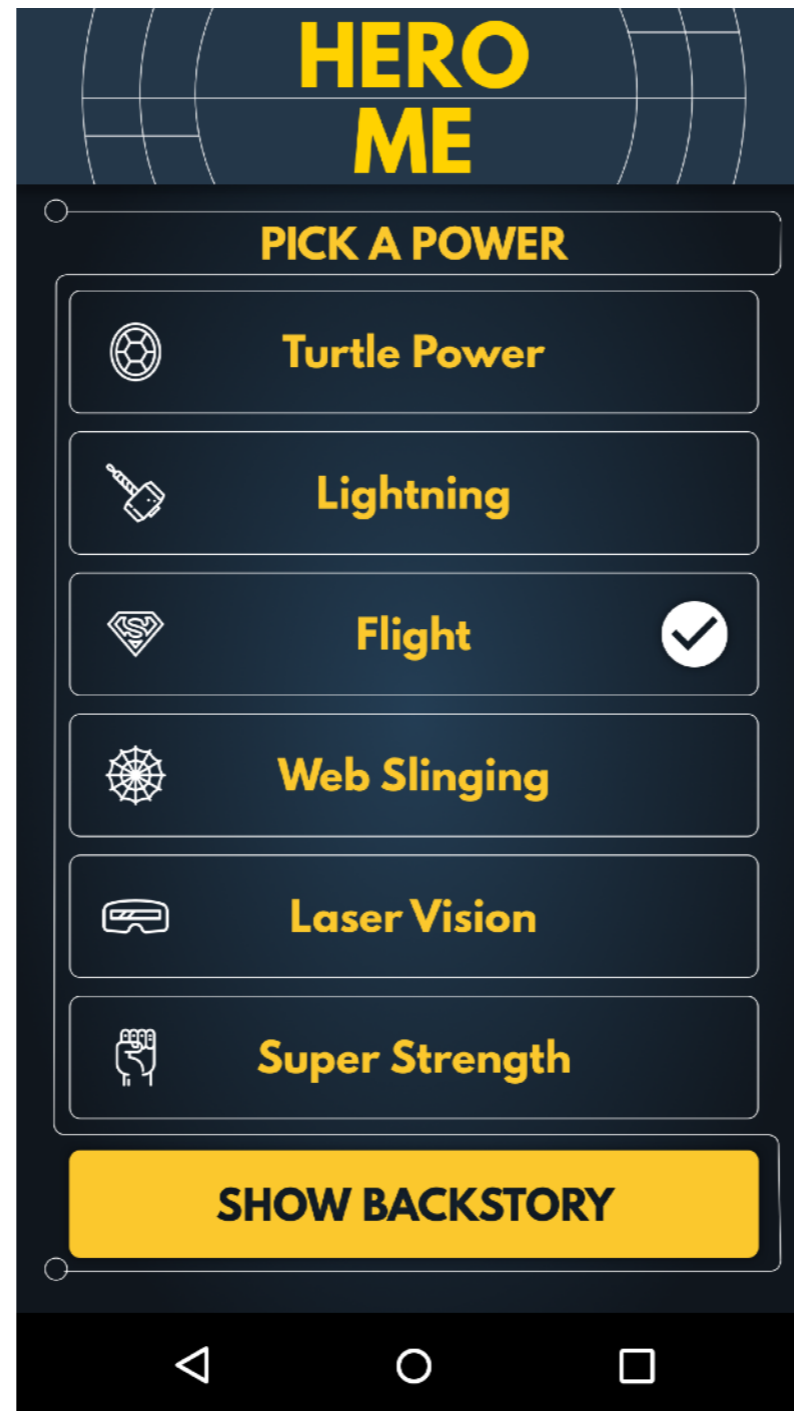 HERO
ME
PICK A POWER
Turtle Power
Lightning
Flight
Web Slinging
Laser Vision
Super Strength
SHOW BACKSTORY